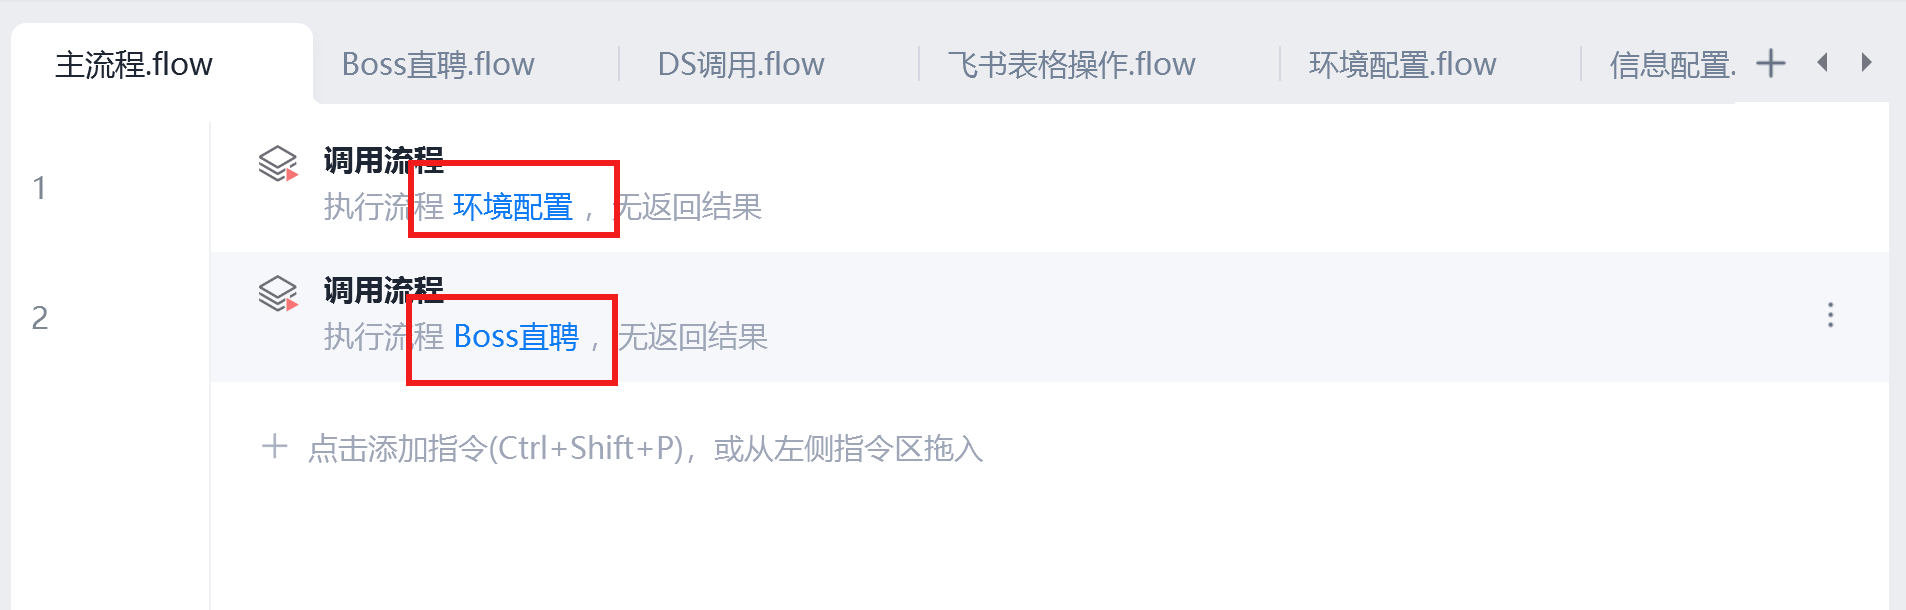 主流程.flow
Boss直聘.flow
DS调用.flow
飞书表格操作.flow
环境配置.flow
信息配置.
1
调用流程
执行流程 环境配置 ， 无返回结果
2
调用流程
执行流程 Boss直聘 ， 无返回结果
点击添加指令(Ctrl+Shift+P)，或从左侧指令区拖入